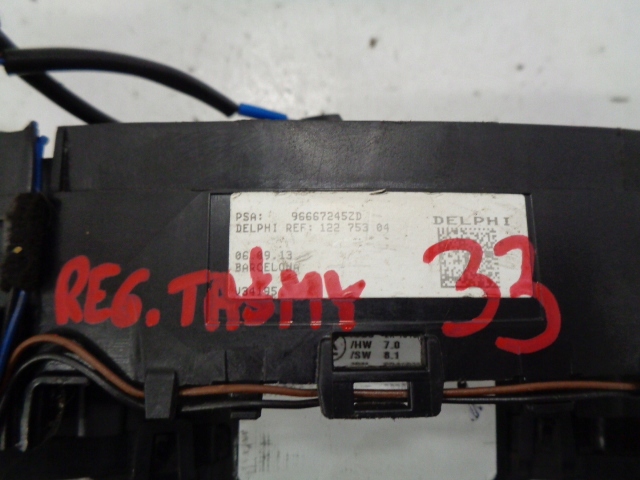 PSA: 96667245ZD
DELPHI
DELPHI REF: 122 753 04
06.09.13
BARCELONA
REG. TAŚMY 33
/HW 7.0
/SW 8.1